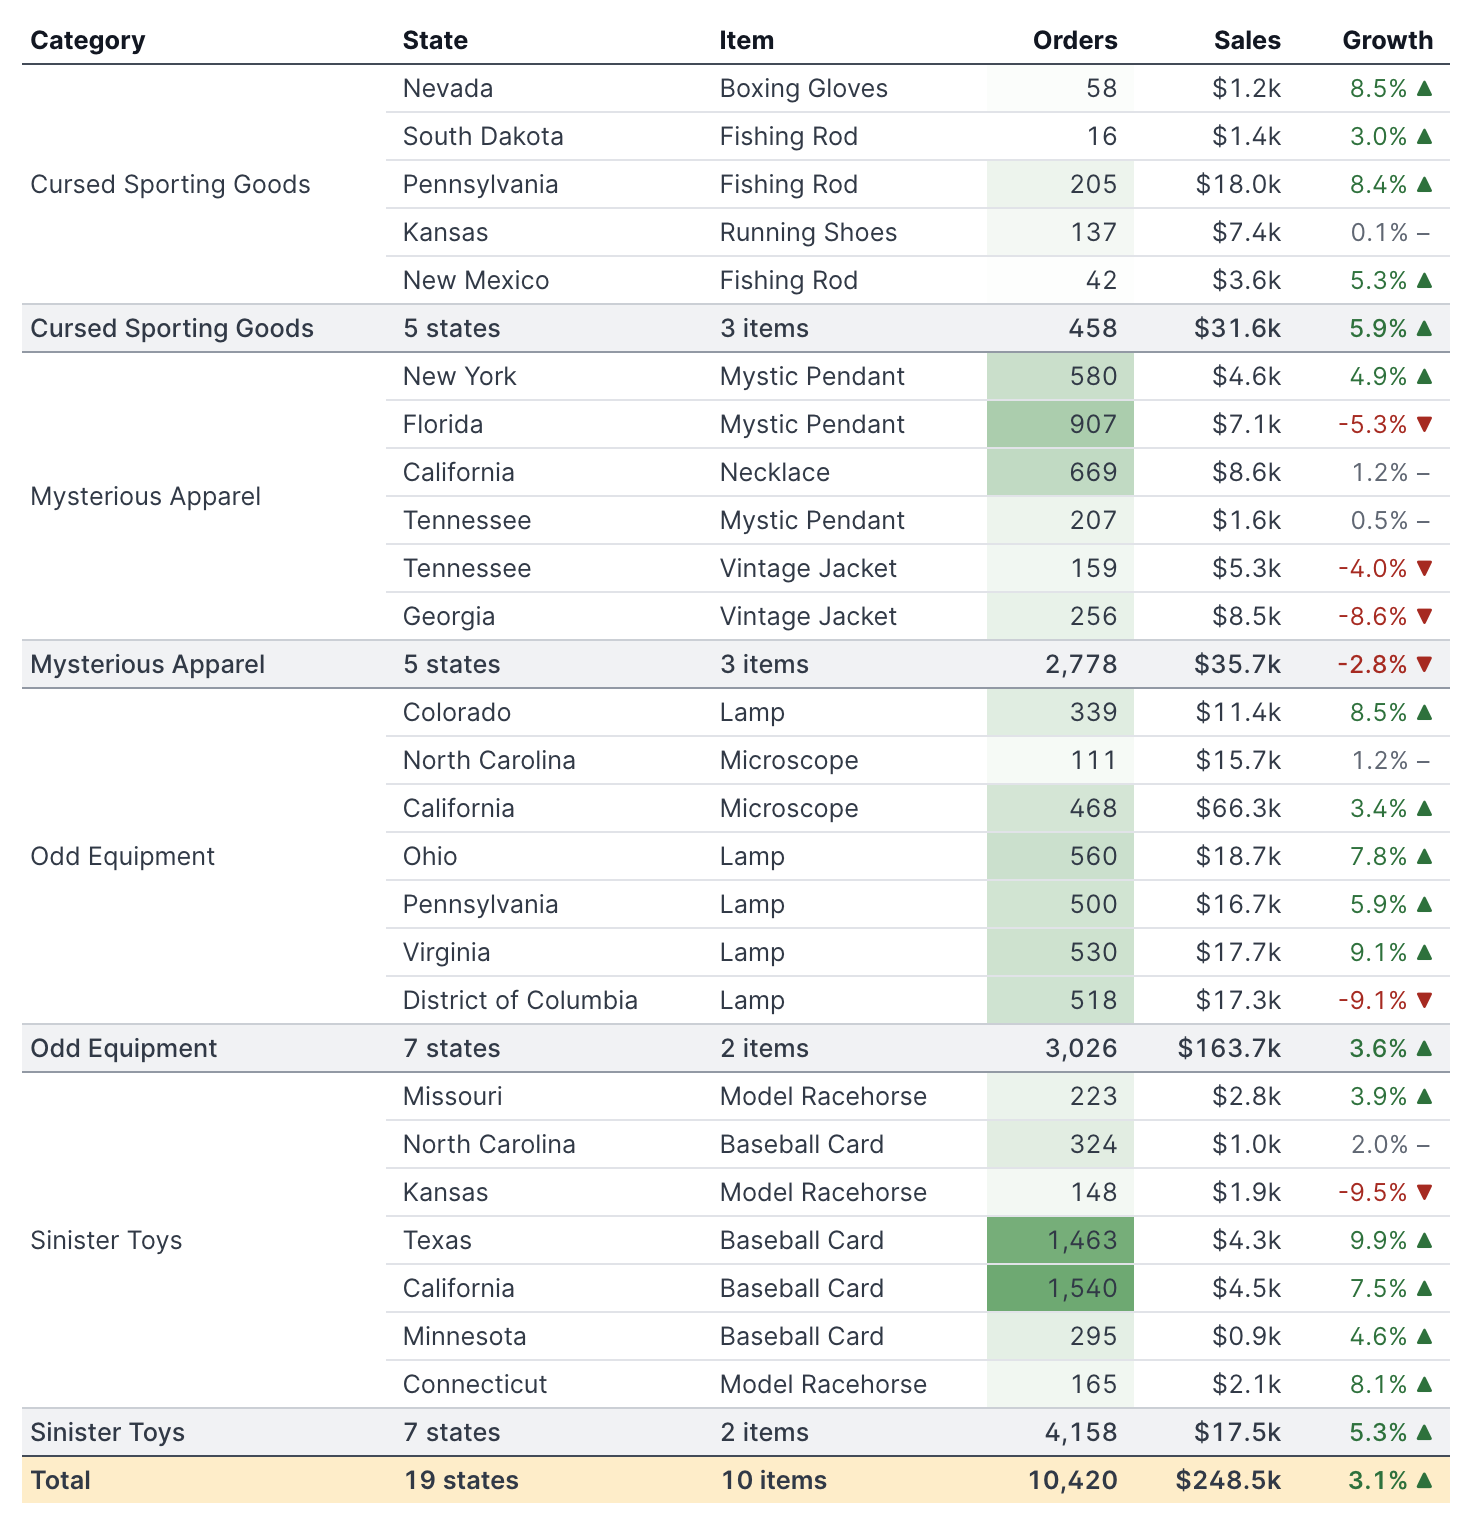 Category State Item Orders Sales Growth
Nevada Boxing Gloves 58 $1.2k 8.5% ▲
South Dakota Fishing Rod 16 $1.4k 3.0% ▲
Cursed Sporting Goods Pennsylvania Fishing Rod 205 $18.0k 8.4% ▲
Kansas Running Shoes 137 $7.4k 0.1% –
New Mexico Fishing Rod 42 $3.6k 5.3% ▲
Cursed Sporting Goods 5 states 3 items 458 $31.6k 5.9% ▲
New York Mystic Pendant 580 $4.6k 4.9% ▲
Florida Mystic Pendant 907 $7.1k -5.3% ▼
California Necklace 669 $8.6k 1.2% –
Mysterious Apparel
Tennessee Mystic Pendant 207 $1.6k 0.5% –
Tennessee Vintage Jacket 159 $5.3k -4.0% ▼
Georgia Vintage Jacket 256 $8.5k -8.6% ▼
Mysterious Apparel 5 states 3 items 2,778 $35.7k -2.8% ▼
Colorado Lamp 339 $11.4k 8.5% ▲
North Carolina Microscope 111 $15.7k 1.2% –
California Microscope 468 $66.3k 3.4% ▲
Odd Equipment Ohio Lamp 560 $18.7k 7.8% ▲
Pennsylvania Lamp 500 $16.7k 5.9% ▲
Virginia Lamp 530 $17.7k 9.1% ▲
District of Columbia Lamp 518 $17.3k -9.1% ▼
Odd Equipment 7 states 2 items 3,026 $163.7k 3.6% ▲
Missouri Model Racehorse 223 $2.8k 3.9% ▲
North Carolina Baseball Card 324 $1.0k 2.0% –
Kansas Model Racehorse 148 $1.9k -9.5% ▼
Sinister Toys Texas Baseball Card 1,463 $4.3k 9.9% ▲
California Baseball Card 1,540 $4.5k 7.5% ▲
Minnesota Baseball Card 295 $0.9k 4.6% ▲
Connecticut Model Racehorse 165 $2.1k 8.1% ▲
Sinister Toys 7 states 2 items 4,158 $17.5k 5.3% ▲
Total 19 states 10 items 10,420 $248.5k 3.1% ▲